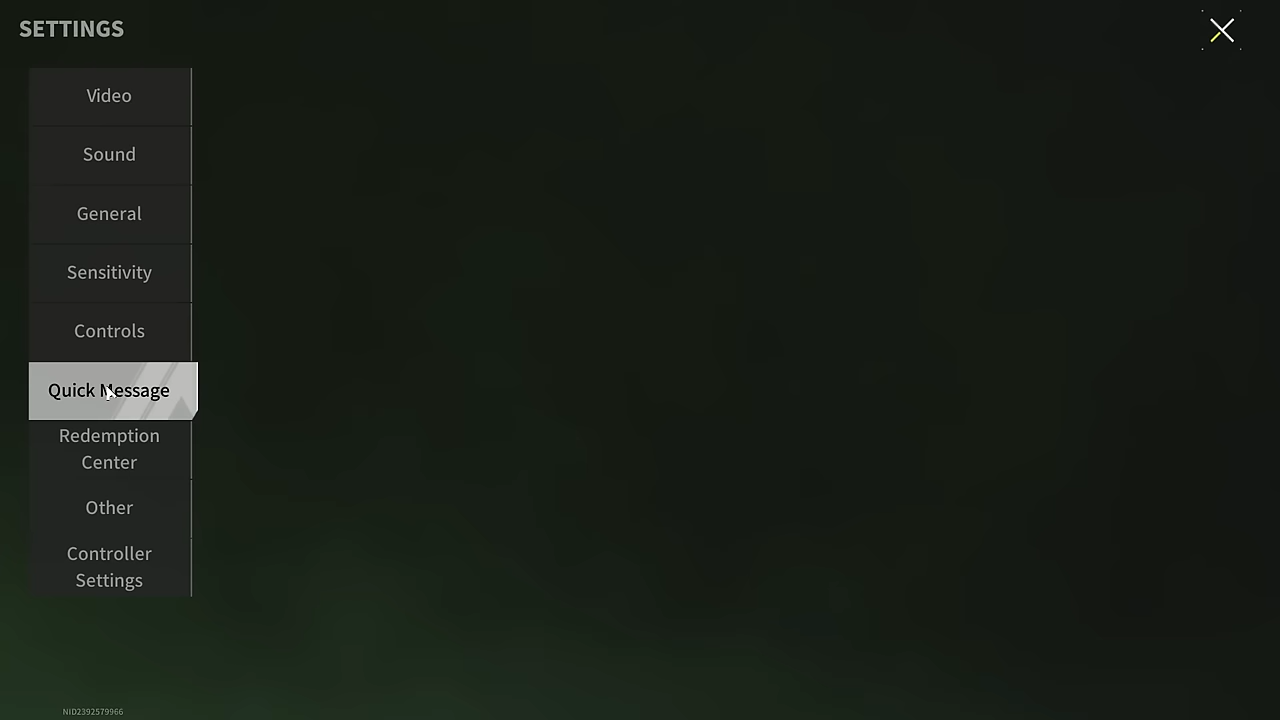 SETTINGS
Video
Sound
General
Sensitivity
Controls
Quick Message
Redemption
Center
Other
Controller
Settings
NID2392579966